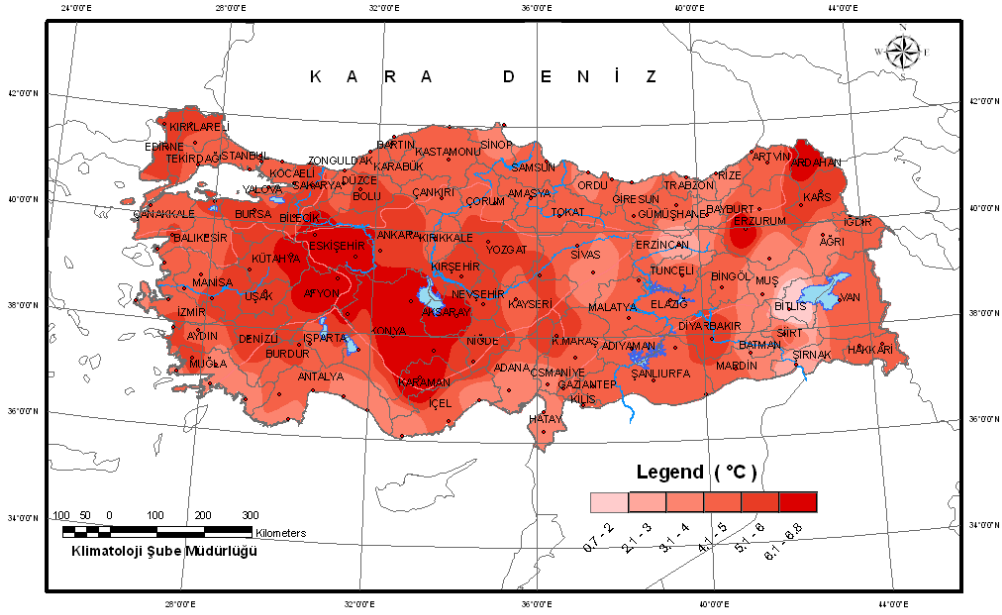 24°0'0"E 28°0'0"E 32°0'0"E 36°0'0"E 40°0'0"E 44°0'0"E
N
W E
S
K A R A D E N İ Z
42°0'0"N 42°0'0"N
KIRKLARELİ
EDİRNE
TEKİRDAĞ İSTANBUL
BARTIN
KASTAMONU
SİNOP
ZONGULDAK
KARABÜK
SAMSUN
ARTVİN
ARDAHAN
KOCAELİ
SAKARYA
DÜZCE
YALOVA
BOLU
ÇANKIRI
ÇORUM
AMASYA
ORDU
GİRESUN
TRABZON
RİZE
KARS
40°0'0"N 40°0'0"N
ÇANAKKALE
BURSA
BİLECİK
TOKAT
GÜMÜŞHANE
BAYBURT
ERZURUM
IĞDIR
BALIKESİR
ESKİŞEHİR
ANKARA
KIRIKKALE
YOZGAT
SİVAS
ERZİNCAN
AĞRI
KÜTAHYA
KIRŞEHİR
TUNCELİ
BİNGÖL
MUŞ
MANİSA
UŞAK
AFYON
NEVŞEHİR
KAYSERİ
MALATYA
ELAZIĞ
BİTLİS
VAN
38°0'0"N 38°0'0"N
İZMİR
AKSARAY
AYDIN
DENİZLİ
ISPARTA
KONYA
NİĞDE
K.MARAŞ
ADIYAMAN
DİYARBAKIR
BATMAN
SİİRT
ŞIRNAK
HAKKARİ
BURDUR
MUĞLA
ANTALYA
KARAMAN
ADANA
OSMANİYE
GAZİANTEP
ŞANLIURFA
MARDİN
İÇEL
KİLİS
HATAY
36°0'0"N 36°0'0"N
Legend ( °C )
0.7 - 2
2.1 - 3
3.1 - 4
4.1 - 5
5.1 - 6
6.1 - 6.8
34°0'0"N 34°0'0"N
100 50 0 100 200 300
Kilometers
Klimatoloji Şube Müdürlüğü
28°0'0"E 32°0'0"E 36°0'0"E 40°0'0"E 44°0'0"E